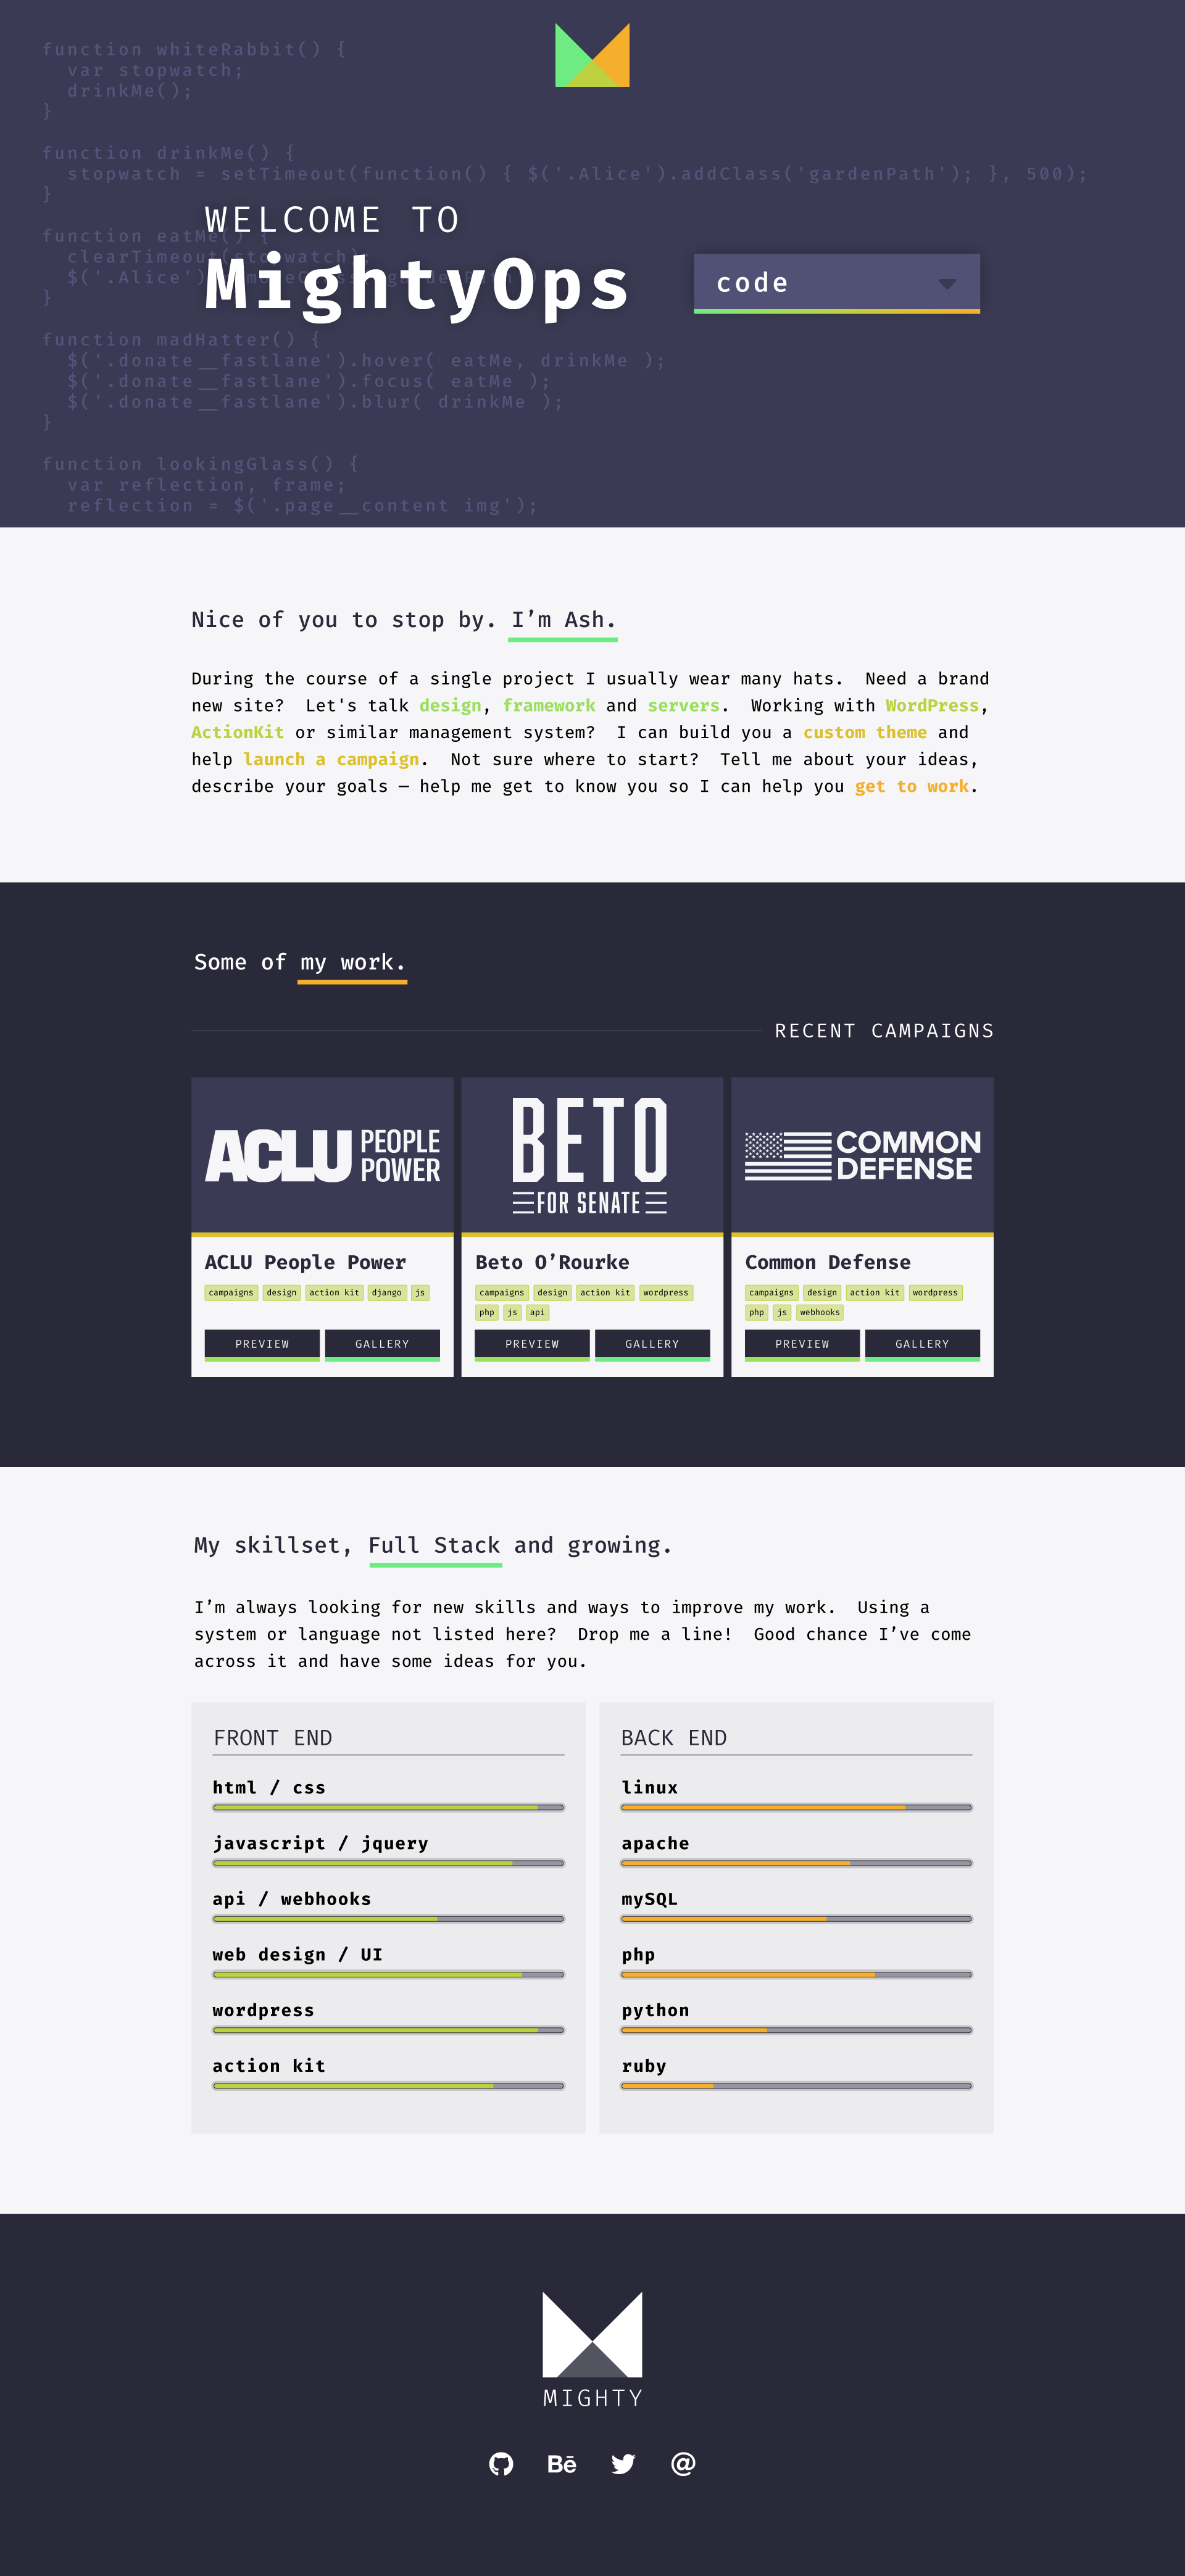 function whiteRabbit() {
var stopwatch;
drinkMe();
}
function drinkMe() {
stopwatch = setTimeout(function() { $('.Alice').addClass('gardenPath'); }, 500);
}
function eatMe() {
clearTimeout(stopwatch);
$('.Alice')
}
WELCOME TO
MightyOps
code
function madHatter() {
$('.donate__fastlane').hover( eatMe, drinkMe );
$('.donate__fastlane').focus( eatMe );
$('.donate__fastlane').blur( drinkMe );
}
function lookingGlass() {
var reflection, frame;
reflection = $('.page__content img');
Nice of you to stop by. I’m Ash.
During the course of a single project I usually wear many hats. Need a brand
new site? Let's talk design, framework and servers. Working with WordPress,
ActionKit or similar management system? I can build you a custom theme and
help launch a campaign. Not sure where to start? Tell me about your ideas,
describe your goals – help me get to know you so I can help you get to work.
Some of my work.
RECENT CAMPAIGNS
ACLU PEOPLE POWER
ACLU People Power
campaigns design action kit django js
PREVIEW GALLERY
BETO
FOR SENATE
Beto O’Rourke
campaigns design action kit wordpress
php js api
PREVIEW GALLERY
COMMON
DEFENSE
Common Defense
campaigns design action kit wordpress
php js webhooks
PREVIEW GALLERY
My skillset, Full Stack and growing.
I’m always looking for new skills and ways to improve my work. Using a
system or language not listed here? Drop me a line! Good chance I’ve come
across it and have some ideas for you.
FRONT END
html / css
javascript / jquery
api / webhooks
web design / UI
wordpress
action kit
BACK END
linux
apache
mySQL
php
python
ruby
MIGHTY
Bē
@